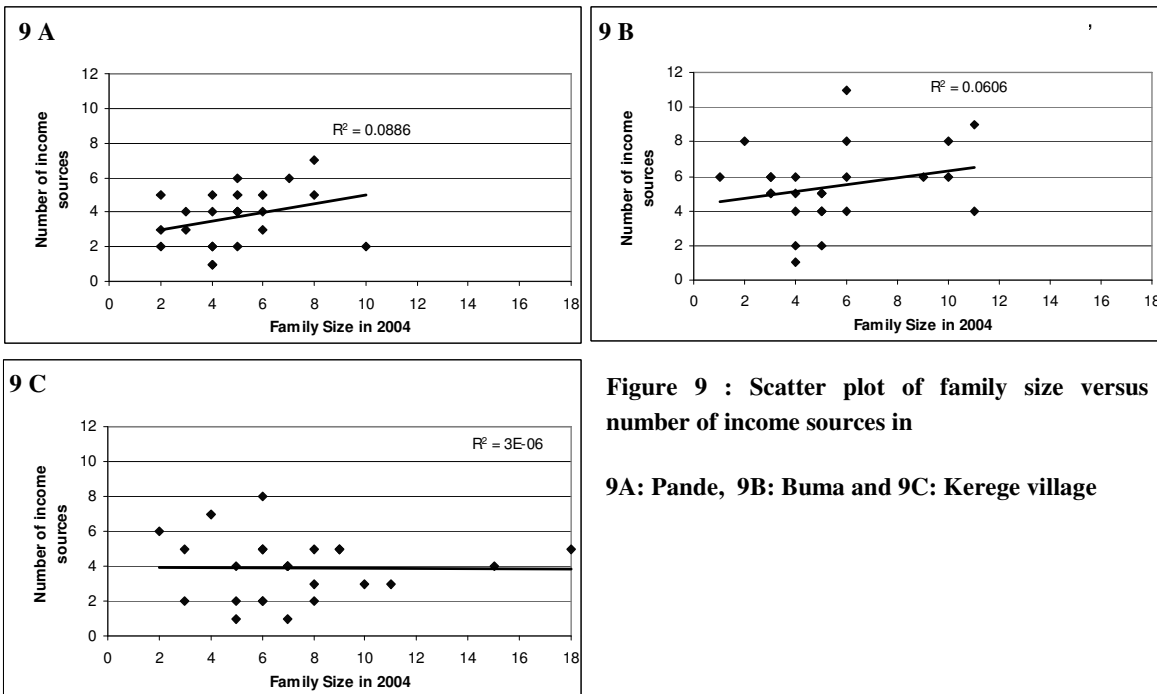 9 A
12
10
8
6
4
2
0
Number of income
sources
R² = 0.0886
0 2 4 6 8 10 12 14 16 18
Family Size in 2004
9 B
,
12
10
8
6
4
2
0
Number of income
sources
R² = 0.0606
0 2 4 6 8 10 12 14 16 18
Family Size in 2004
9 C
12
10
8
6
4
2
0
Number of income
sources
R² = 3E-06
0 2 4 6 8 10 12 14 16 18
Family Size in 2004
Figure 9 : Scatter plot of family size versus
number of income sources in
9A: Pande, 9B: Buma and 9C: Kerege village